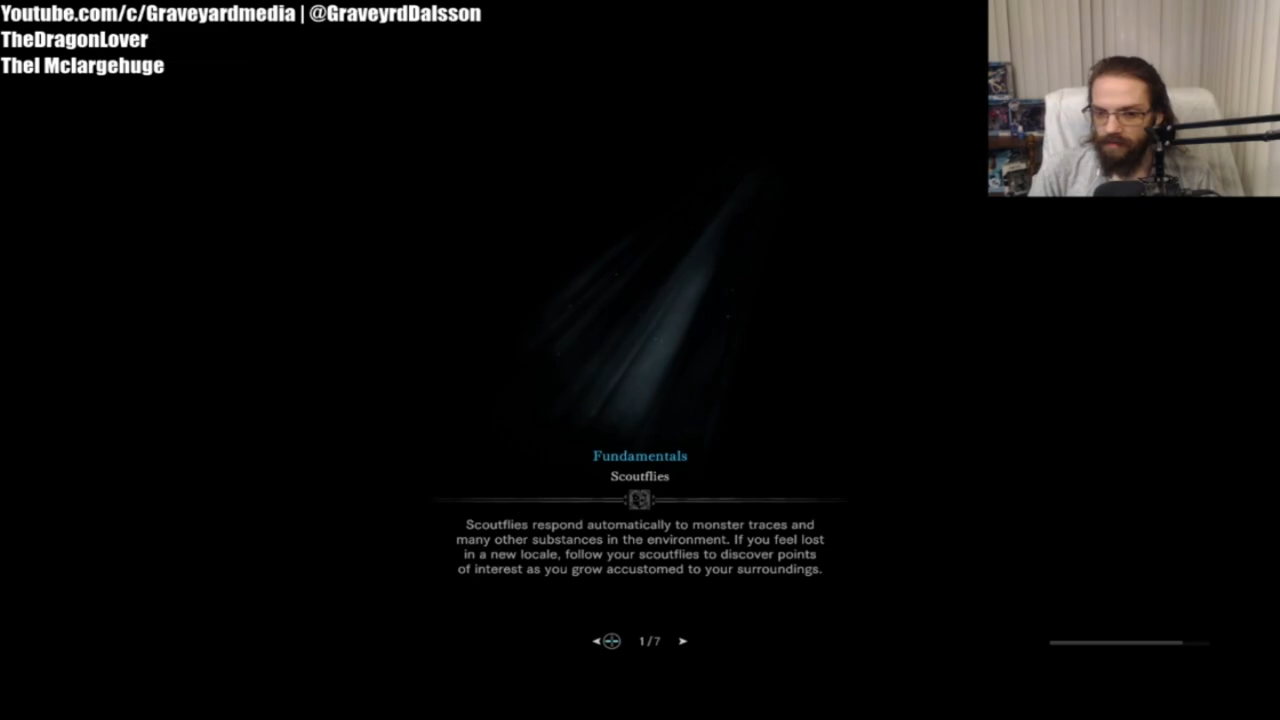 Youtube.com/c/Graveyardmedia | @GraveyrdDalsson
TheDragonLover
Thel Mclargehuge
Fundamentals
Scoutflies
Scoutflies respond automatically to monster traces and
many other substances in the environment. If you feel lost
in a new locale, follow your scoutflies to discover points
of interest as you grow accustomed to your surroundings.
1/7